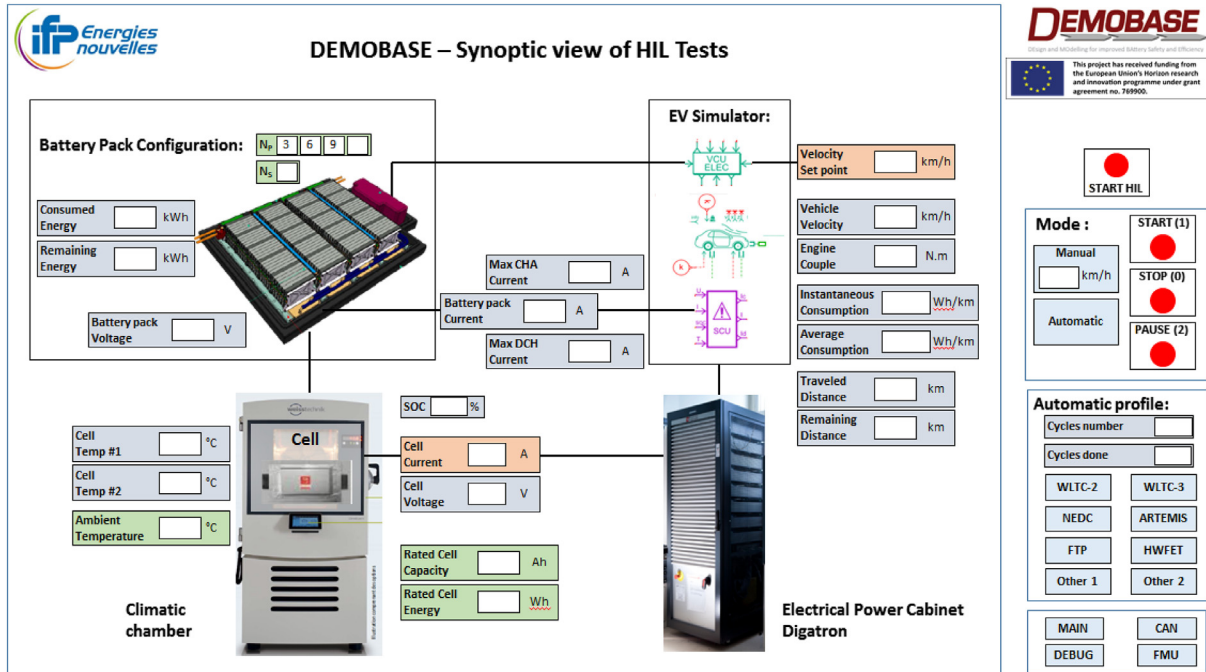 ifp Energies
nouvelles
DEMOBASE – Synoptic view of HIL Tests
DEMOBASE
DEsign and MOdelling for improved BAttery Safety and Efficiency
This project has received funding from
the European Union's Horizon research
and innovation programme under grant
agreement no. 769900.
Battery Pack Configuration:
NP 3 6 9
NS
Consumed
Energy kWh
Remaining
Energy kWh
Battery pack
Voltage V
Max CHA
Current A
Battery pack
Current A
Max DCH
Current A
EV Simulator:
VCU
ELEC
k
U
I
SOC
T
SCU
Velocity
Set point km/h
Vehicle
Velocity km/h
Engine
Couple N.m
Instantaneous
Consumption Wh/km
Average
Consumption Wh/km
Traveled
Distance km
Remaining
Distance km
START HIL
Mode :
Manual
km/h
Automatic
START (1)
STOP (0)
PAUSE (2)
Automatic profile:
Cycles number
Cycles done
WLTC-2 WLTC-3
NEDC ARTEMIS
FTP HWFET
Other 1 Other 2
MAIN CAN
DEBUG FMU
Cell
Cell
Temp #1 °C
Cell
Temp #2 °C
Ambient
Temperature °C
SOC %
Cell
Current A
Cell
Voltage V
Rated Cell
Capacity Ah
Rated Cell
Energy Wh
Climatic
chamber
Electrical Power Cabinet
Digatron